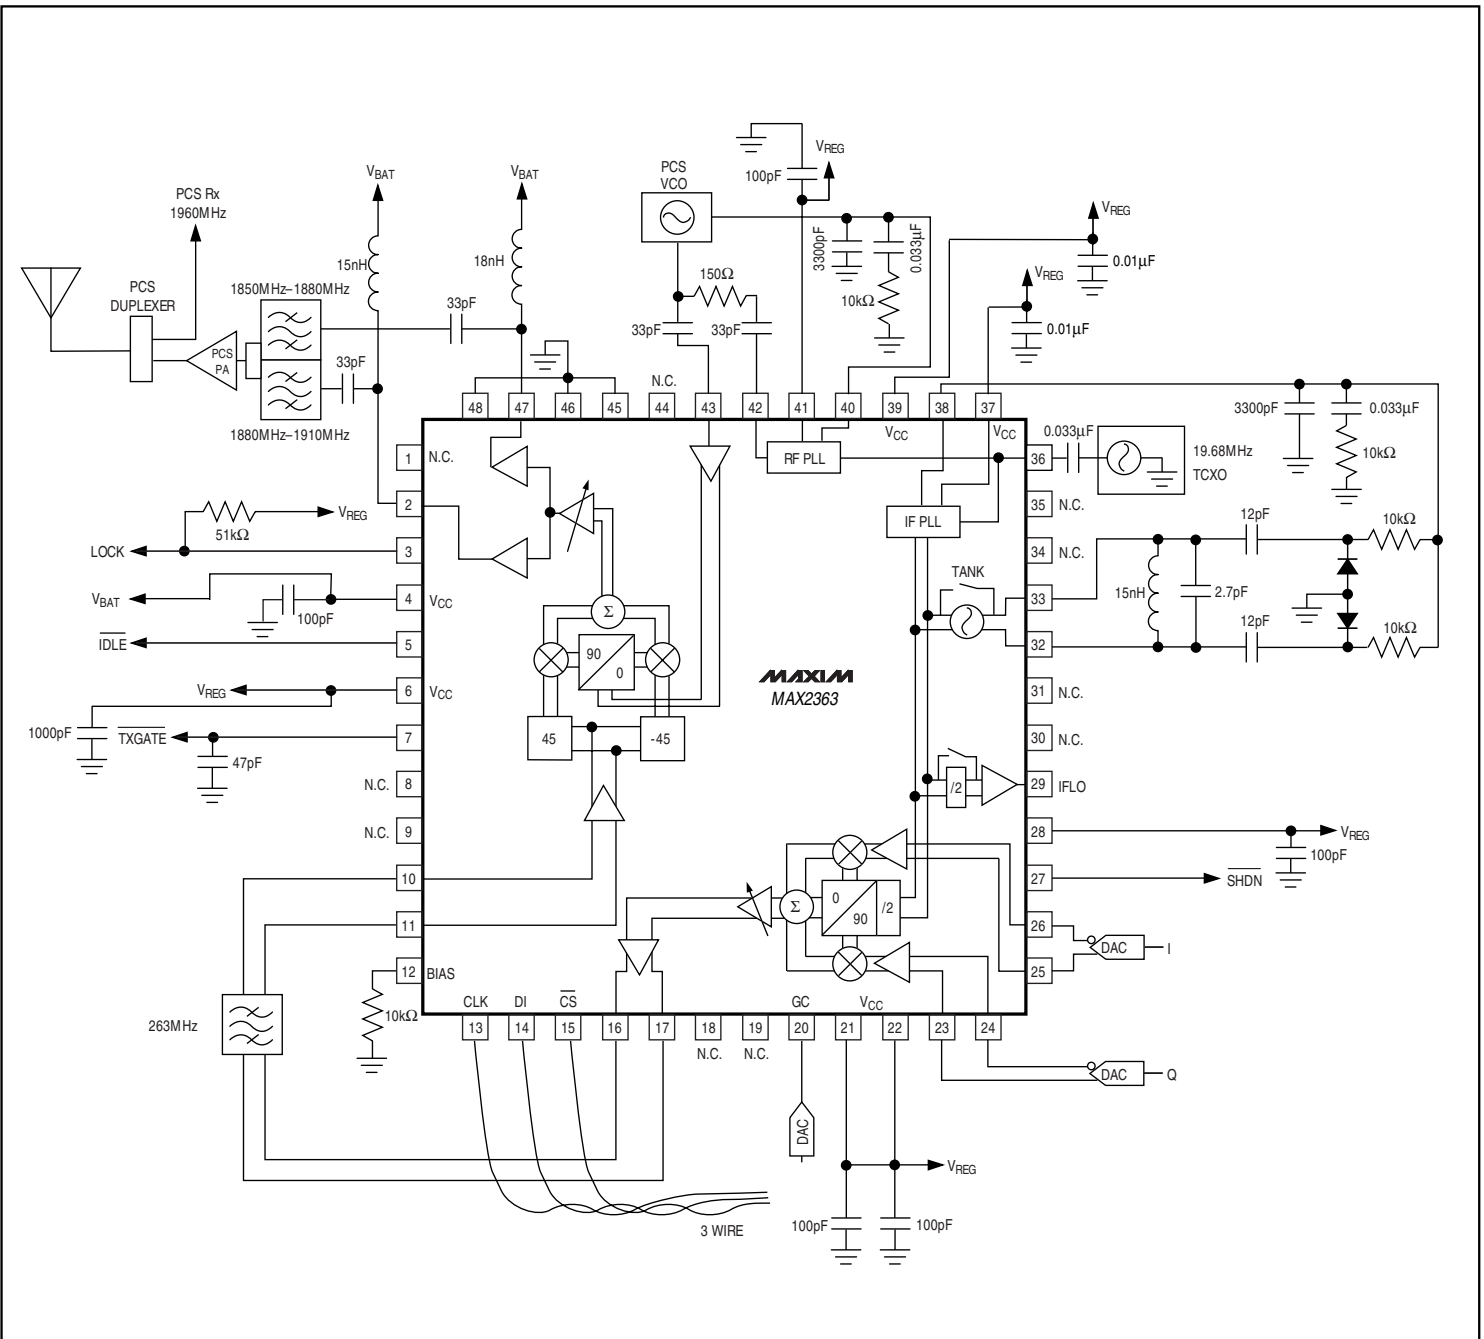 VREG
PCS
VCO
100pF
VBAT
VBAT
PCS Rx
1960MHz
VREG
3300pF
0.033µF
0.01µF
15nH
18nH
150Ω
VREG
PCS
DUPLEXER
1850MHz–1880MHz
33pF
10kΩ
33pF
33pF
0.01µF
PCS
PA
33pF
N.C.
1880MHz–1910MHz
48
47
46
45
44
43
42
41
40
39
38
37
3300pF
0.033µF
VCC
VCC
0.033µF
1
N.C.
RF PLL
36
19.68MHz
TCXO
10kΩ
2
35
N.C.
VREG
51kΩ
IF PLL
12pF
10kΩ
LOCK
3
34
N.C.
TANK
VBAT
100pF
4
VCC
Σ
33
15nH
2.7pF
IDLE
5
32
12pF
10kΩ
90
0
MAXIM
MAX2363
VREG
6
VCC
31
N.C.
1000pF
TXGATE
7
45
-45
30
N.C.
47pF
N.C.
8
/2
29
IFLO
N.C.
9
28
VREG
100pF
10
27
SHDN
0
90
/2
Σ
11
26
DAC
I
12
BIAS
25
263MHz
10kΩ
CLK
DI
CS
GC
VCC
13
14
15
16
17
18
19
20
21
22
23
24
N.C.
N.C.
DAC
Q
DAC
VREG
100pF
100pF
3 WIRE